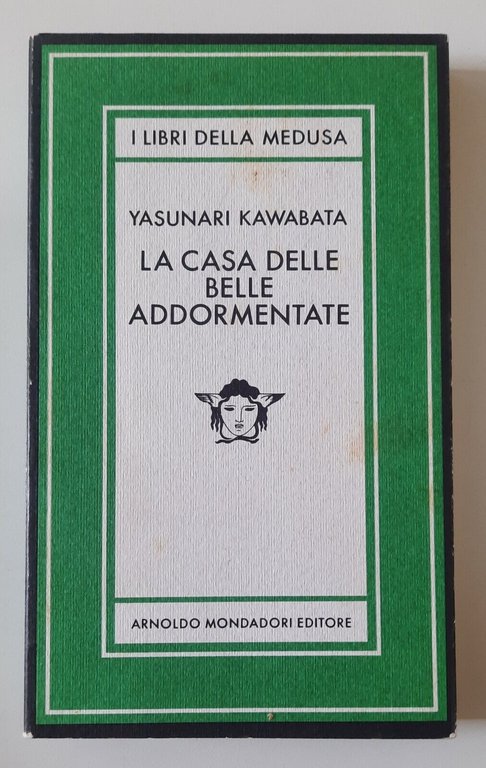 I LIBRI DELLA MEDUSA
YASUNARI KAWABATA
LA CASA DELLE
BELLE
ADDORMENTATE
ARNOLDO MONDADORI EDITORE